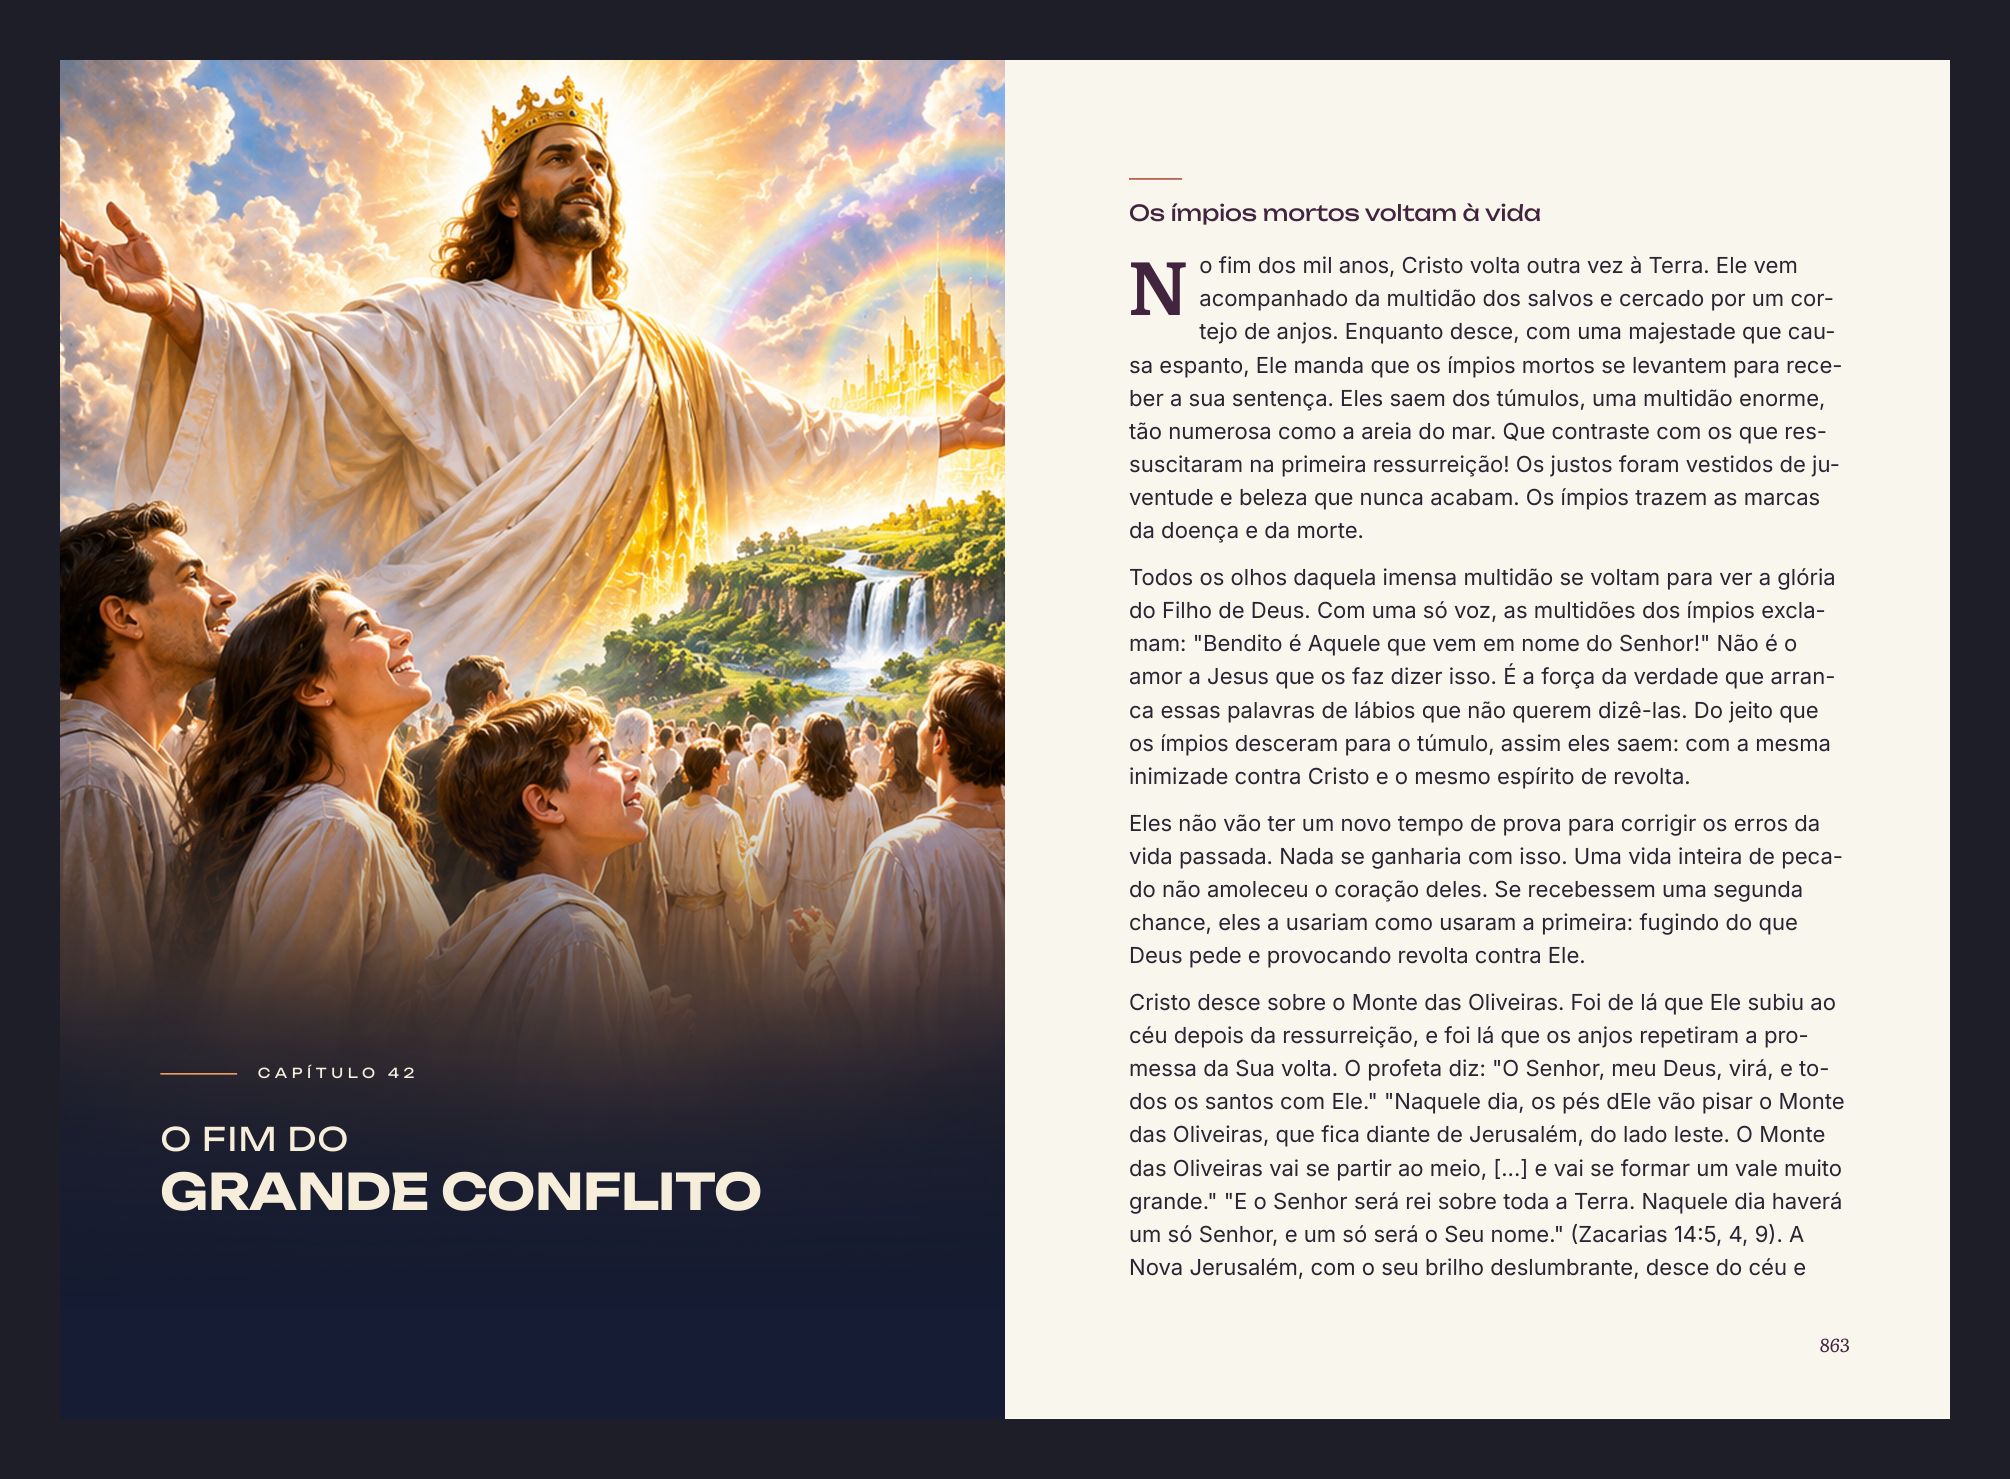 CAPÍTULO 42
O FIM DO
GRANDE CONFLITO
Os ímpios mortos voltam à vida
No fim dos mil anos, Cristo volta outra vez à Terra. Ele vem
acompanhado da multidão dos salvos e cercado por um cor-
tejo de anjos. Enquanto desce, com uma majestade que cau-
sa espanto, Ele manda que os ímpios mortos se levantem para rece-
ber a sua sentença. Eles saem dos túmulos, uma multidão enorme,
tão numerosa como a areia do mar. Que contraste com os que res-
suscitaram na primeira ressurreição! Os justos foram vestidos de ju-
ventude e beleza que nunca acabam. Os ímpios trazem as marcas
da doença e da morte.
Todos os olhos daquela imensa multidão se voltam para ver a glória
do Filho de Deus. Com uma só voz, as multidões dos ímpios excla-
mam: "Bendito é Aquele que vem em nome do Senhor!" Não é o
amor a Jesus que os faz dizer isso. É a força da verdade que arran-
ca essas palavras de lábios que não querem dizê-las. Do jeito que
os ímpios desceram para o túmulo, assim eles saem: com a mesma
inimizade contra Cristo e o mesmo espírito de revolta.
Eles não vão ter um novo tempo de prova para corrigir os erros da
vida passada. Nada se ganharia com isso. Uma vida inteira de peca-
do não amoleceu o coração deles. Se recebessem uma segunda
chance, eles a usariam como usaram a primeira: fugindo do que
Deus pede e provocando revolta contra Ele.
Cristo desce sobre o Monte das Oliveiras. Foi de lá que Ele subiu ao
céu depois da ressurreição, e foi lá que os anjos repetiram a pro-
messa da Sua volta. O profeta diz: "O Senhor, meu Deus, virá, e to-
dos os santos com Ele." "Naquele dia, os pés dEle vão pisar o Monte
das Oliveiras, que fica diante de Jerusalém, do lado leste. O Monte
das Oliveiras vai se partir ao meio, [...] e vai se formar um vale muito
grande." "E o Senhor será rei sobre toda a Terra. Naquele dia haverá
um só Senhor, e um só será o Seu nome." (Zacarias 14:5, 4, 9). A
Nova Jerusalém, com o seu brilho deslumbrante, desce do céu e
863